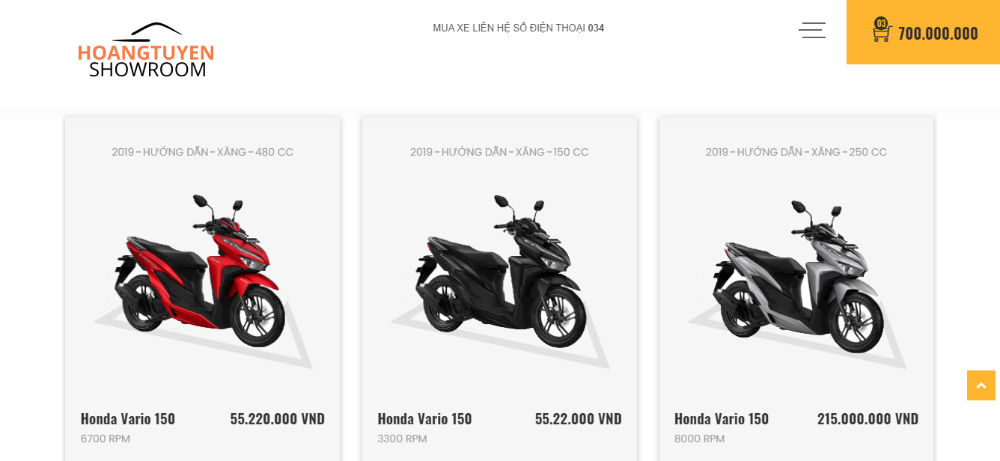 HOANGTUYEN
SHOWROOM
MUA XE LIÊN HỆ SỐ ĐIỆN THOẠI 034
03
700.000.000
2019 - HƯỚNG DẪN - XĂNG - 480 CC
2019 - HƯỚNG DẪN - XĂNG - 150 CC
2019 - HƯỚNG DẪN - XĂNG - 250 CC
Honda Vario 150
55.220.000 VND
6700 RPM
Honda Vario 150
55.22.000 VND
3300 RPM
Honda Vario 150
215.000.000 VND
8000 RPM